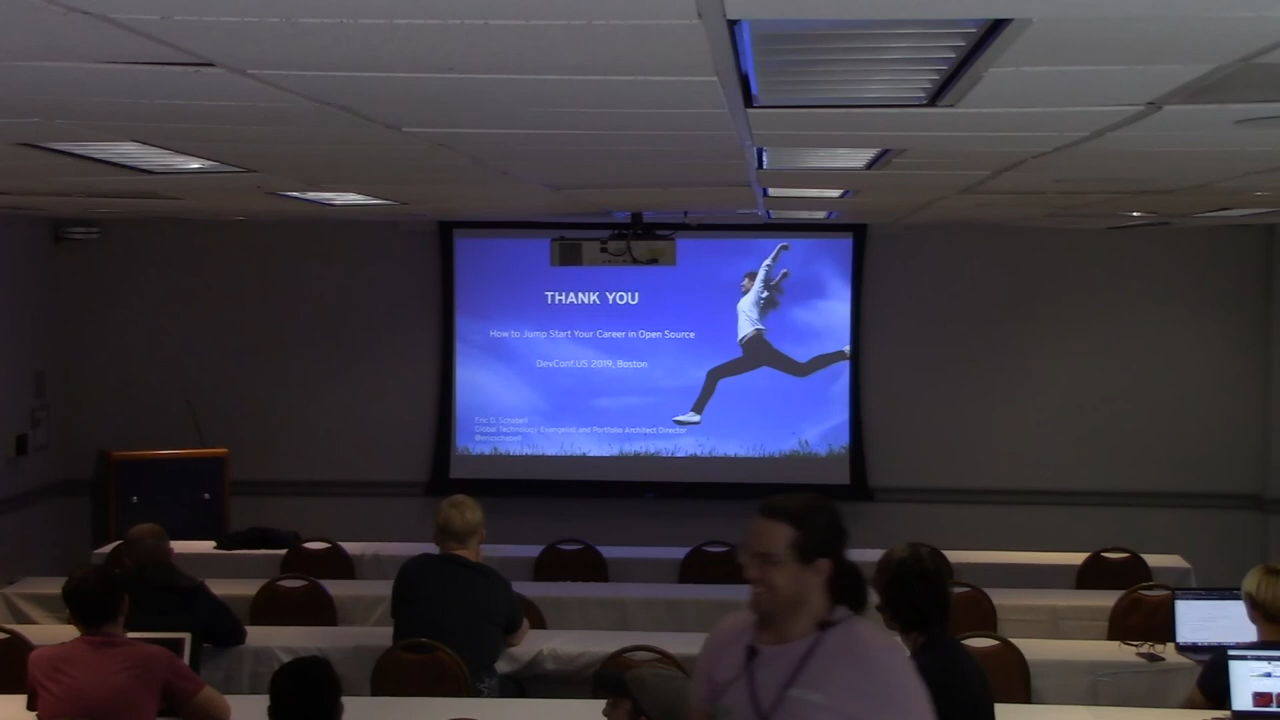 THANK YOU
How to Jump Start Your Career in Open Source
DevConf.US 2019, Boston
Eric D. Schabell
Global Technology Evangelist and Portfolio Architect Director
@ericschabell